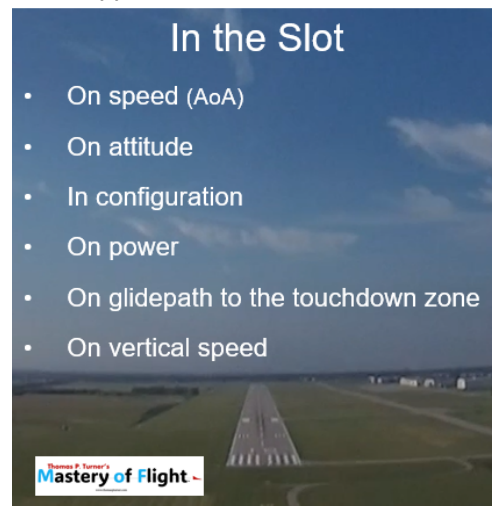 In the Slot
• On speed (AoA)
• On attitude
• In configuration
• On power
• On glidepath to the touchdown zone
• On vertical speed
Thomas P. Turner's
Mastery of Flight